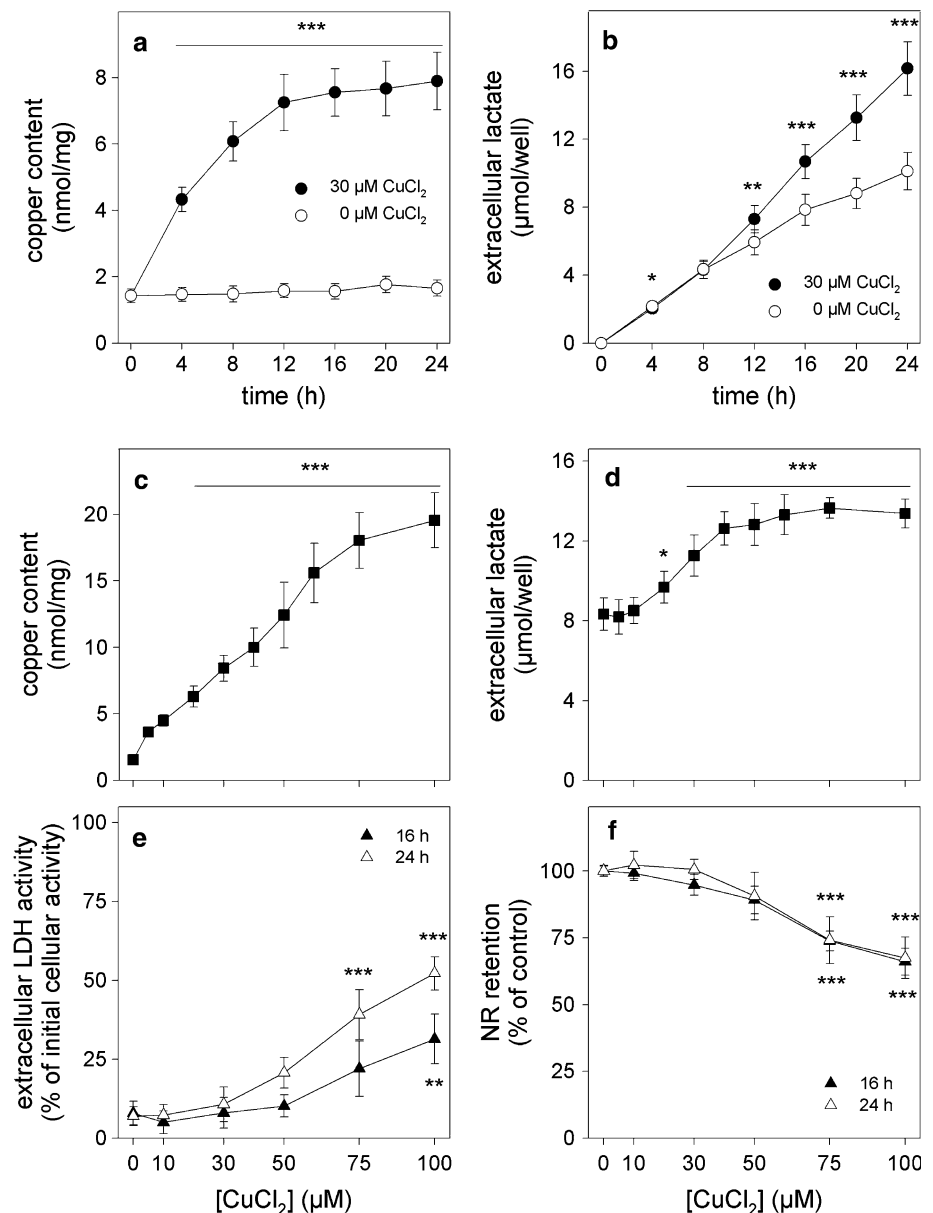 a
***
copper content
(nmol/mg)
8
6
4
2
0
30 µM CuCl2
0 µM CuCl2
0 4 8 12 16 20 24
time (h)
b
***
***
***
**
*
extracellular lactate
(µmol/well)
16
12
8
4
0
30 µM CuCl2
0 µM CuCl2
0 4 8 12 16 20 24
time (h)
c
***
copper content
(nmol/mg)
20
15
10
5
0
d
***
*
extracellular lactate
(µmol/well)
16
12
8
4
0
e
16 h
24 h
extracellular LDH activity
(% of initial cellular activity)
100
75
50
25
0
***
***
**
0 10 30 50 75 100
[CuCl2] (µM)
f
NR retention
(% of control)
100
75
50
25
0
***
***
***
***
16 h
24 h
0 10 30 50 75 100
[CuCl2] (µM)